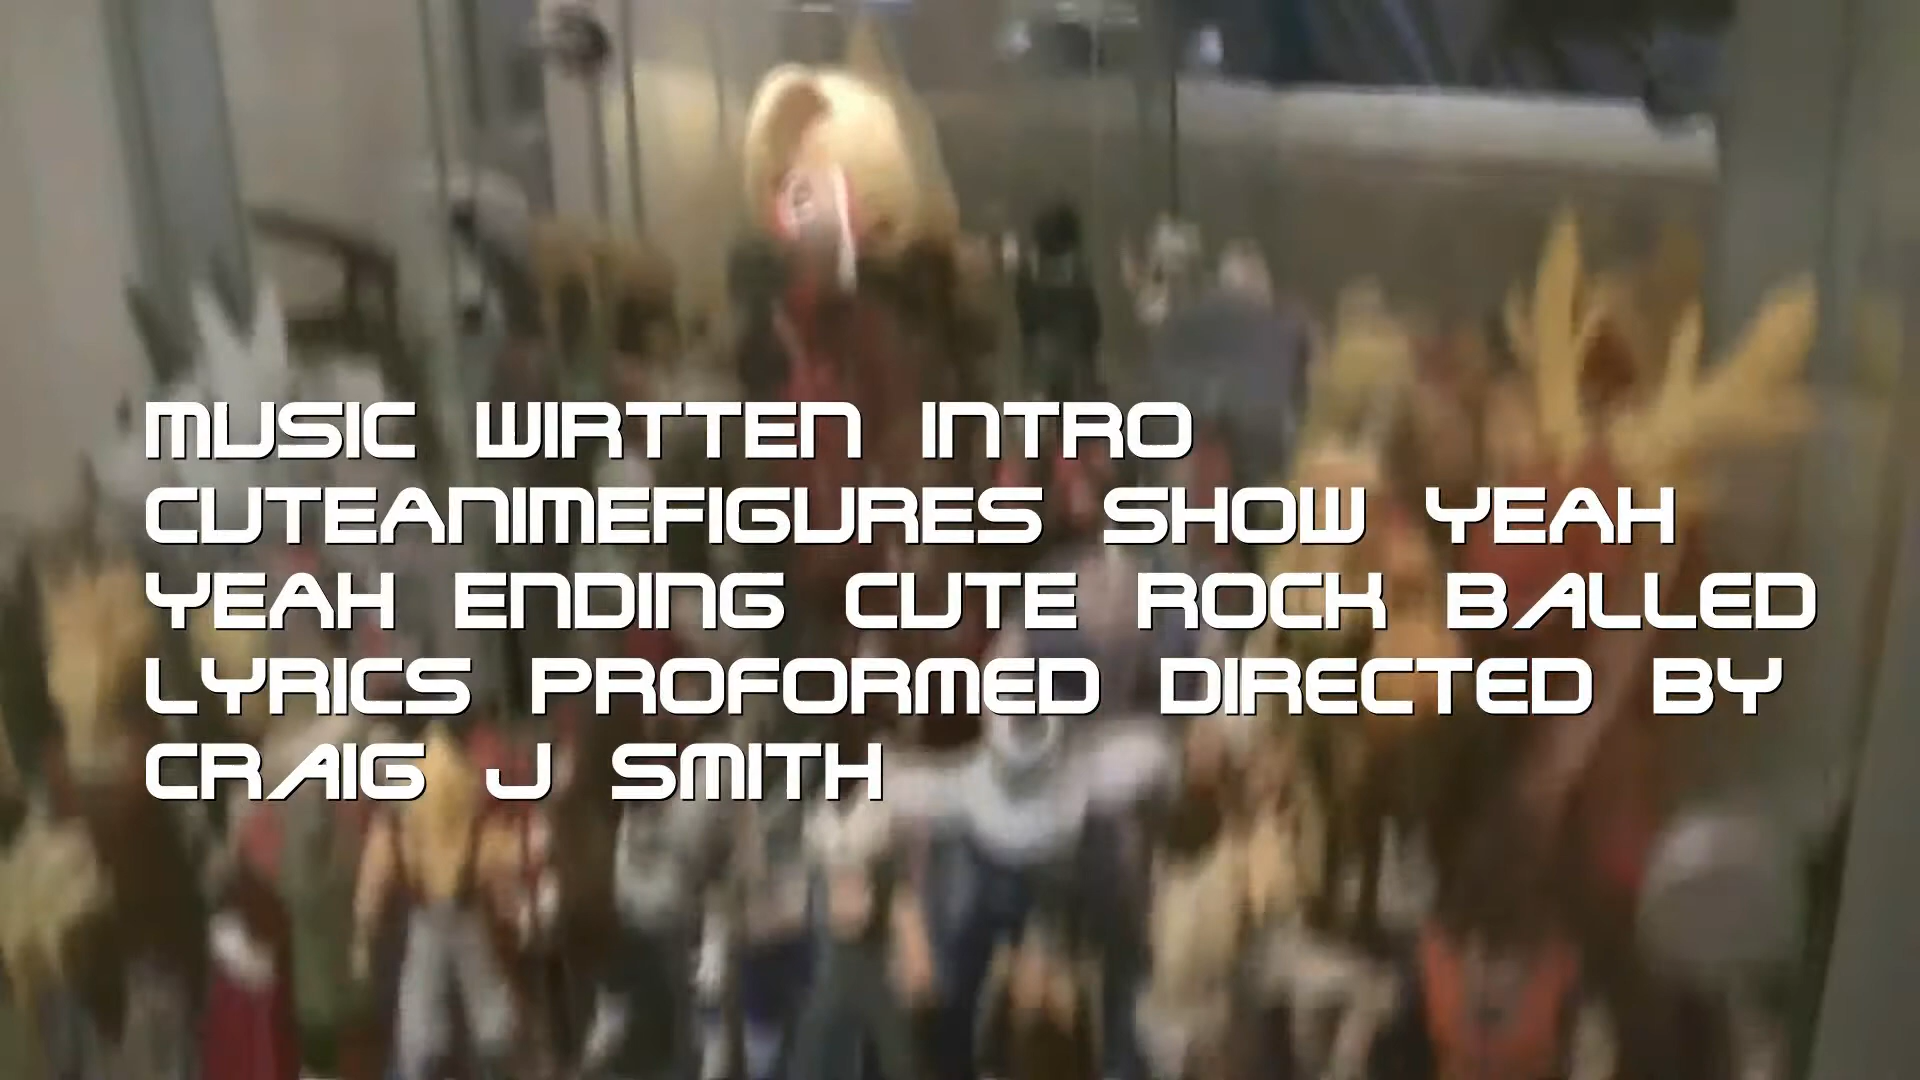 MUSIC WIRTTEN INTRO
CUTEANIMEFIGURES SHOW YEAH
YEAH ENDING CUTE ROCK BALLED
LYRICS PROFORMED DIRECTED BY
CRAIG J SMITH